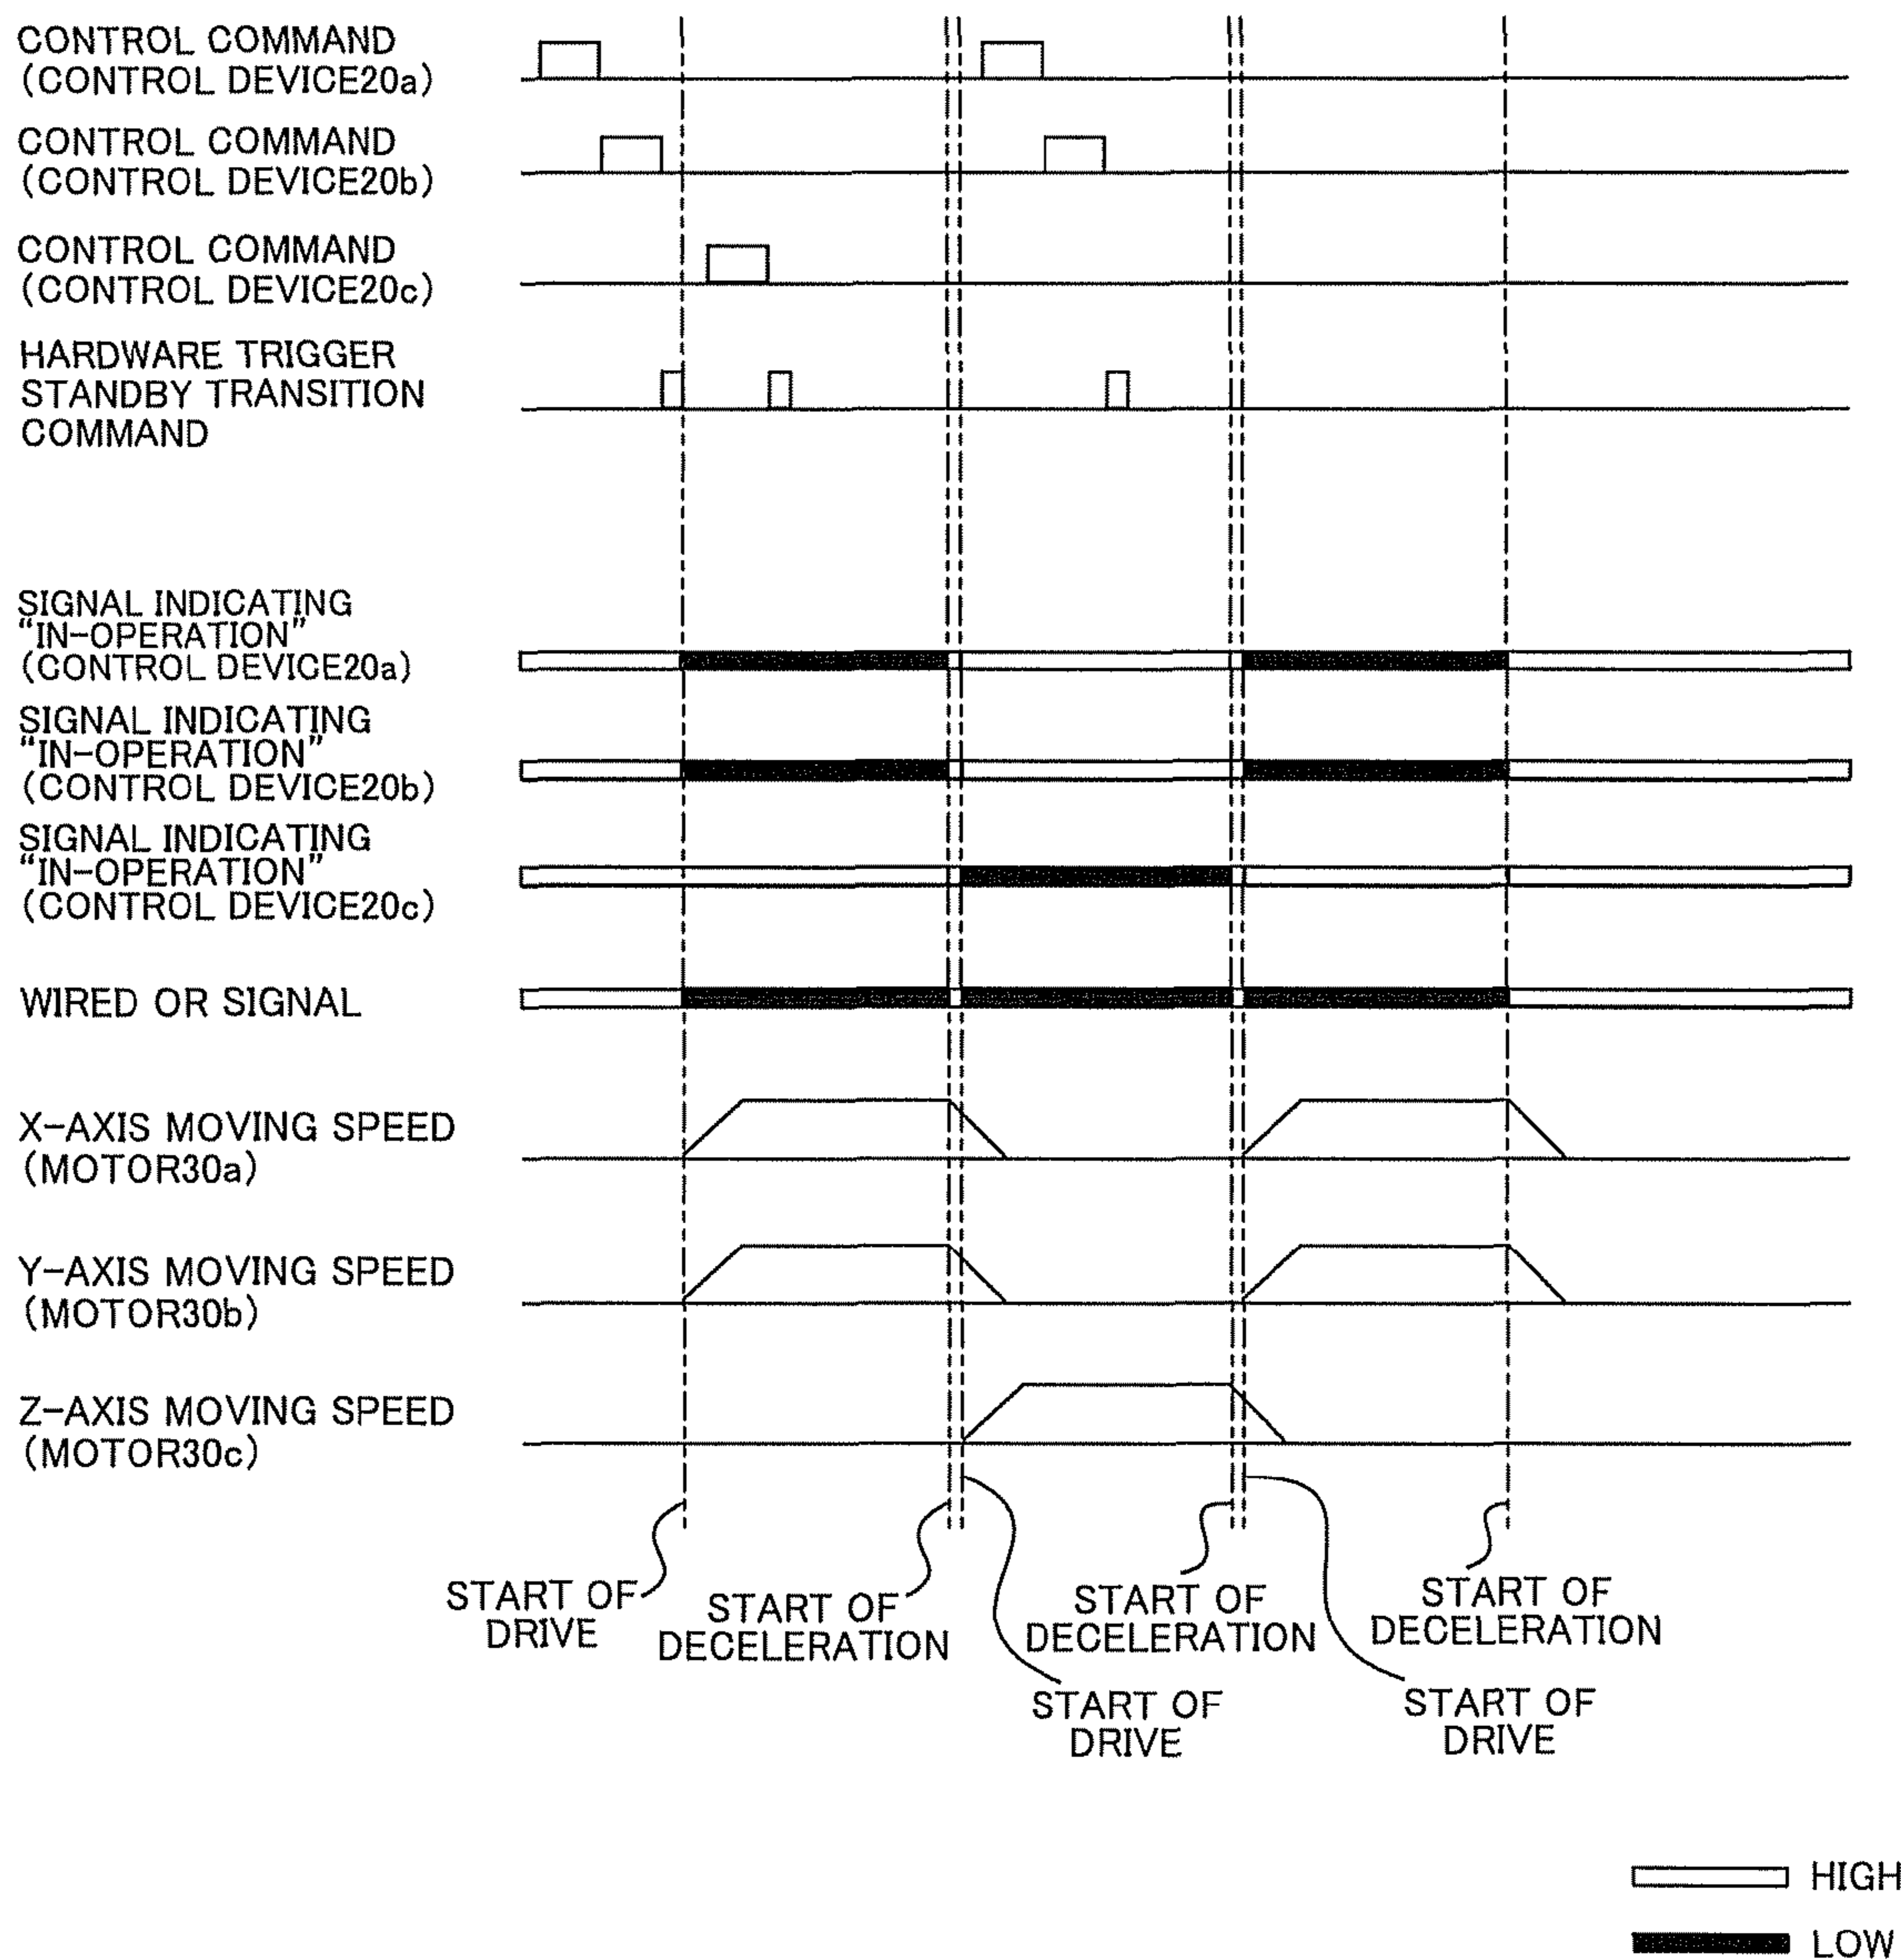 CONTROL COMMAND
(CONTROL DEVICE20a)
CONTROL COMMAND
(CONTROL DEVICE20b)
CONTROL COMMAND
(CONTROL DEVICE20c)
HARDWARE TRIGGER
STANDBY TRANSITION
COMMAND
SIGNAL INDICATING
“IN-OPERATION”
(CONTROL DEVICE20a)
SIGNAL INDICATING
“IN-OPERATION”
(CONTROL DEVICE20b)
SIGNAL INDICATING
“IN-OPERATION”
(CONTROL DEVICE20c)
WIRED OR SIGNAL
X-AXIS MOVING SPEED
(MOTOR30a)
Y-AXIS MOVING SPEED
(MOTOR30b)
Z-AXIS MOVING SPEED
(MOTOR30c)
START OF
DRIVE
START OF
DECELERATION
START OF
DRIVE
START OF
DECELERATION
START OF
DRIVE
START OF
DECELERATION
HIGH
LOW